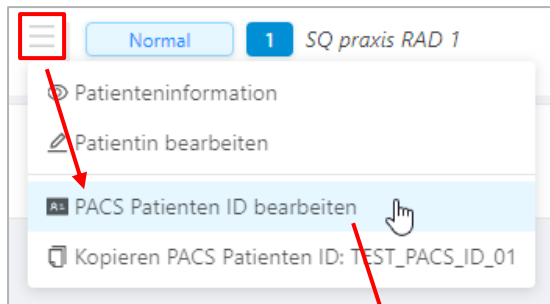 Normal 1 SQ praxis RAD 1
Patienteninformation
Patientin bearbeiten
PACS Patienten ID bearbeiten
Kopieren PACS Patienten ID: TEST_PACS_ID_01